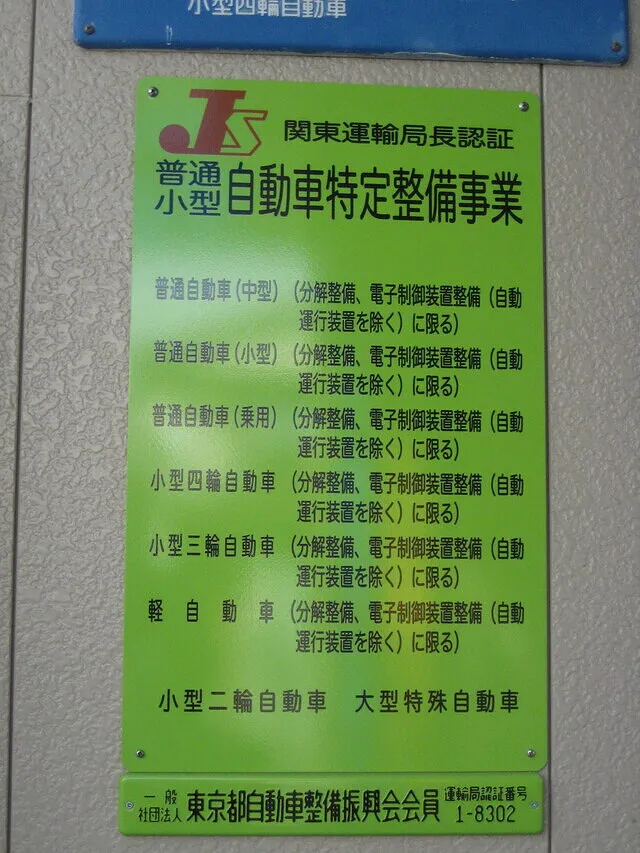 小型四輪自動車
JS 関東運輸局長認証
普通
小型 自動車特定整備事業
普通自動車(中型) (分解整備、電子制御装置整備(自動
運行装置を除く)に限る)
普通自動車(小型) (分解整備、電子制御装置整備(自動
運行装置を除く)に限る)
普通自動車(乗用) (分解整備、電子制御装置整備(自動
運行装置を除く)に限る)
小型四輪自動車 (分解整備、電子制御装置整備(自動
運行装置を除く)に限る)
小型三輪自動車 (分解整備、電子制御装置整備(自動
運行装置を除く)に限る)
軽自動車 (分解整備、電子制御装置整備(自動
運行装置を除く)に限る)
小型二輪自動車 大型特殊自動車
一般
社団法人 東京都自動車整備振興会会員
運輸局認証番号
1-8302